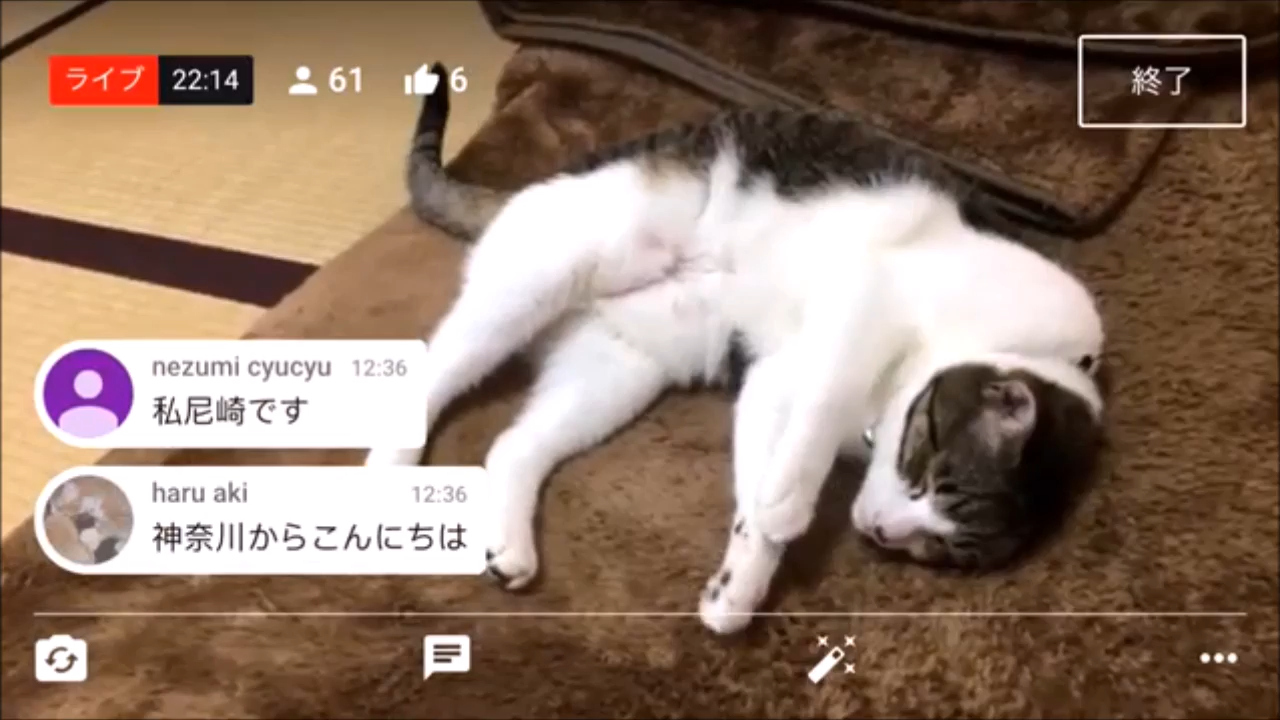 ライブ 22:14 61 6
終了
nezumi cyucyu 12:36
私尼崎です
haru aki 12:36
神奈川からこんにちは